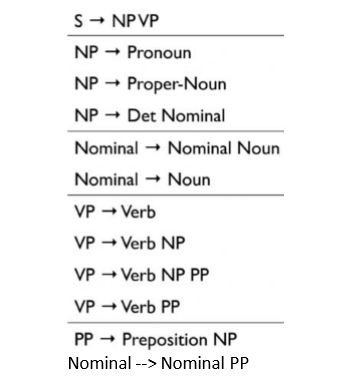 S → NP VP
NP → Pronoun
NP → Proper-Noun
NP → Det Nominal
Nominal → Nominal Noun
Nominal → Noun
VP → Verb
VP → Verb NP
VP → Verb NP PP
VP → Verb PP
PP → Preposition NP
Nominal --> Nominal PP